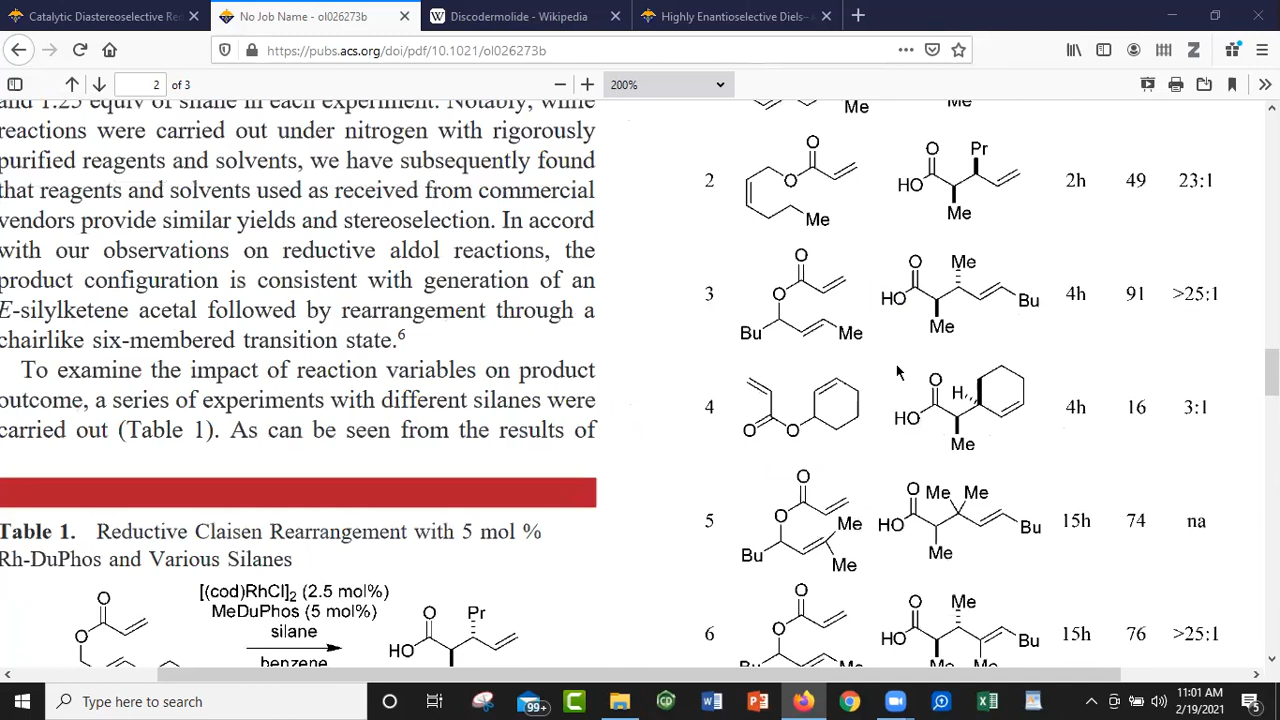 Catalytic Diastereoselective Re
No Job Name - ol026273b
Discodermolide - Wikipedia
Highly Enantioselective Diels–A
https://pubs.acs.org/doi/pdf/10.1021/ol026273b
2 of 3
200%
and 1.25 equiv of silane in each experiment. Notably, while
reactions were carried out under nitrogen with rigorously
purified reagents and solvents, we have subsequently found
that reagents and solvents used as received from commercial
vendors provide similar yields and stereoselection. In accord
with our observations on reductive aldol reactions, the
product configuration is consistent with generation of an
E-silylketene acetal followed by rearrangement through a
chairlike six-membered transition state.6
To examine the impact of reaction variables on product
outcome, a series of experiments with different silanes were
carried out (Table 1). As can be seen from the results of
Table 1. Reductive Claisen Rearrangement with 5 mol %
Rh-DuPhos and Various Silanes
O
O
[(cod)RhCl]2 (2.5 mol%)
MeDuPhos (5 mol%)
silane
benzene
O
Pr
HO
Me
Me
2
O
O
Me
O
Pr
HO
Me
2h 49 23:1
3
O
O
Bu
Me
O
Me
HO
Bu
Me
4h 91 >25:1
4
O
O
O
H
HO
Me
4h 16 3:1
5
O
O
Me
Bu
Me
O
Me
Me
HO
Bu
Me
15h 74 na
6
O
O
Bu
Me
O
Me
HO
Bu
Me
Me
15h 76 >25:1
Type here to search
99+
11:01 AM
2/19/2021
5